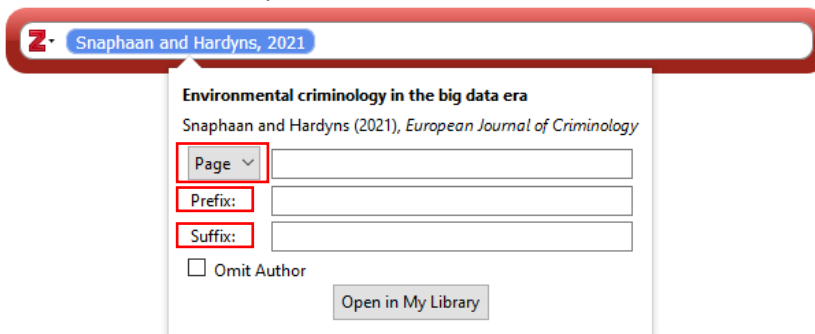 Z Snaphaan and Hardyns, 2021
Environmental criminology in the big data era
Snaphaan and Hardyns (2021), European Journal of Criminology
Page
Prefix:
Suffix:
Omit Author
Open in My Library